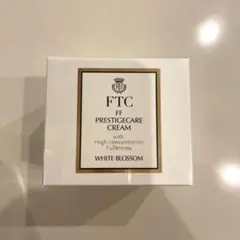 FTC
FF
PRESTIGECARE
CREAM
with
High concentration
Fullerene
WHITE BLOSSOM